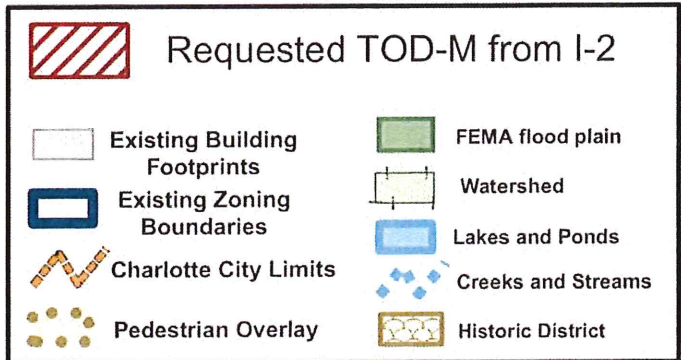 Requested TOD-M from I-2
Existing Building
Footprints
Existing Zoning
Boundaries
Charlotte City Limits
Pedestrian Overlay
FEMA flood plain
Watershed
Lakes and Ponds
Creeks and Streams
Historic District